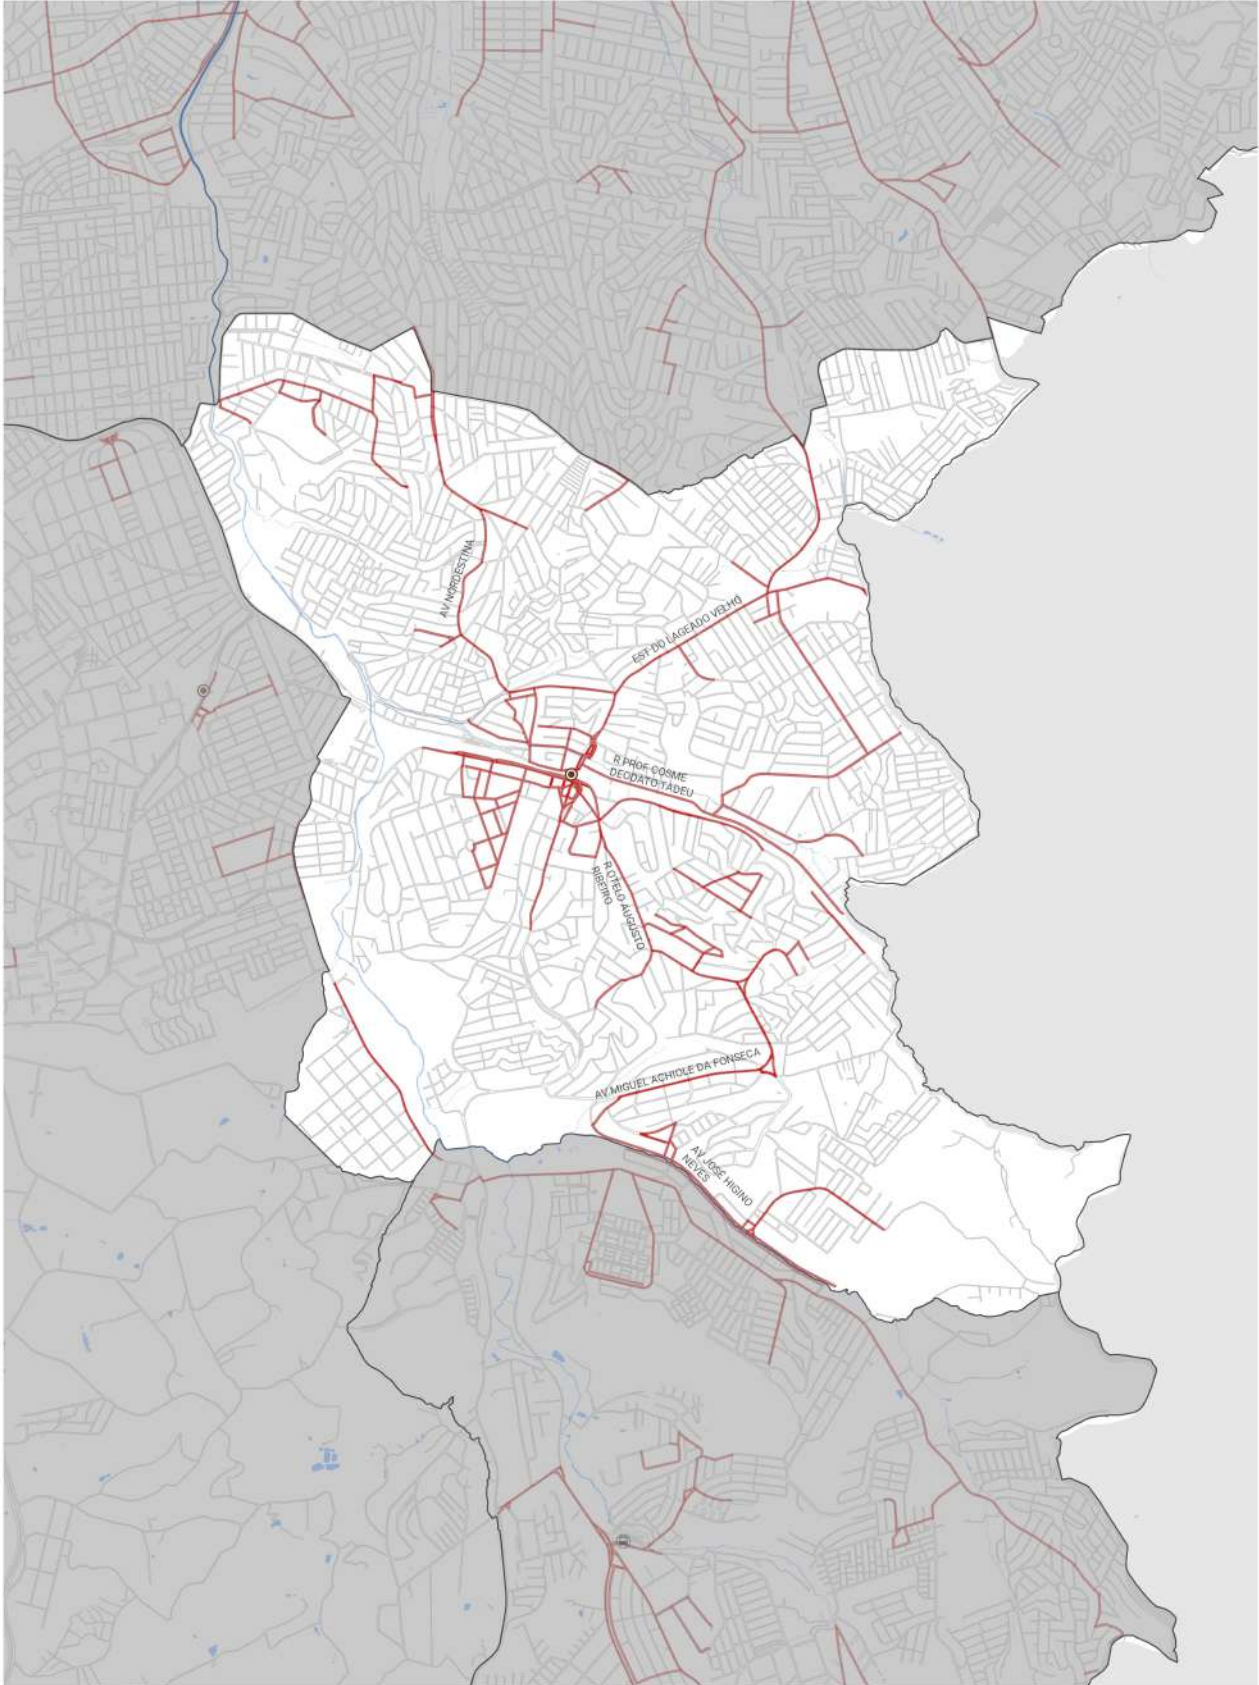 AV NORDESTINA
EST DO LAGEADO VELHO
R PROF COSME
DEODATO TADEU
R OTELO AUGUSTO
RIBEIRO
AV MIGUEL ACHIOLE DA FONSECA
AV JOSE HIGINO
NEVES